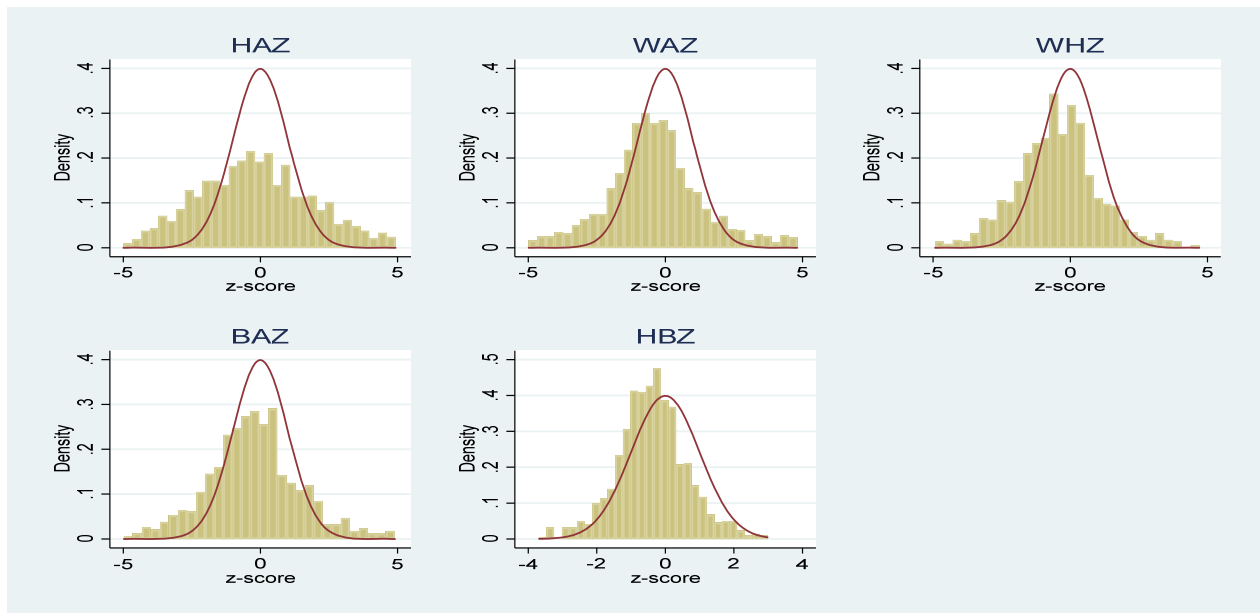 HAZ
Density
0 .1 .2 .3 .4
-5 0 5
z-score
WAZ
Density
0 .1 .2 .3 .4
-5 0 5
z-score
WHZ
Density
0 .1 .2 .3 .4
-5 0 5
z-score
BAZ
Density
0 .1 .2 .3 .4
-5 0 5
z-score
HBZ
Density
0 .1 .2 .3 .4 .5
-4 -2 0 2 4
z-score